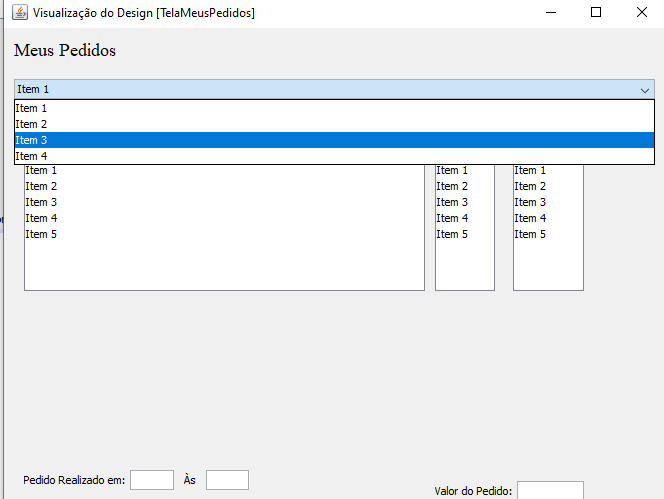 Visualização do Design [TelaMeusPedidos]
Meus Pedidos
Item 1
Item 1
Item 2
Item 3
Item 4
Item 1 Item 1 Item 1
Item 2 Item 2 Item 2
Item 3 Item 3 Item 3
Item 4 Item 4 Item 4
Item 5 Item 5 Item 5
Pedido Realizado em: Às
Valor do Pedido: